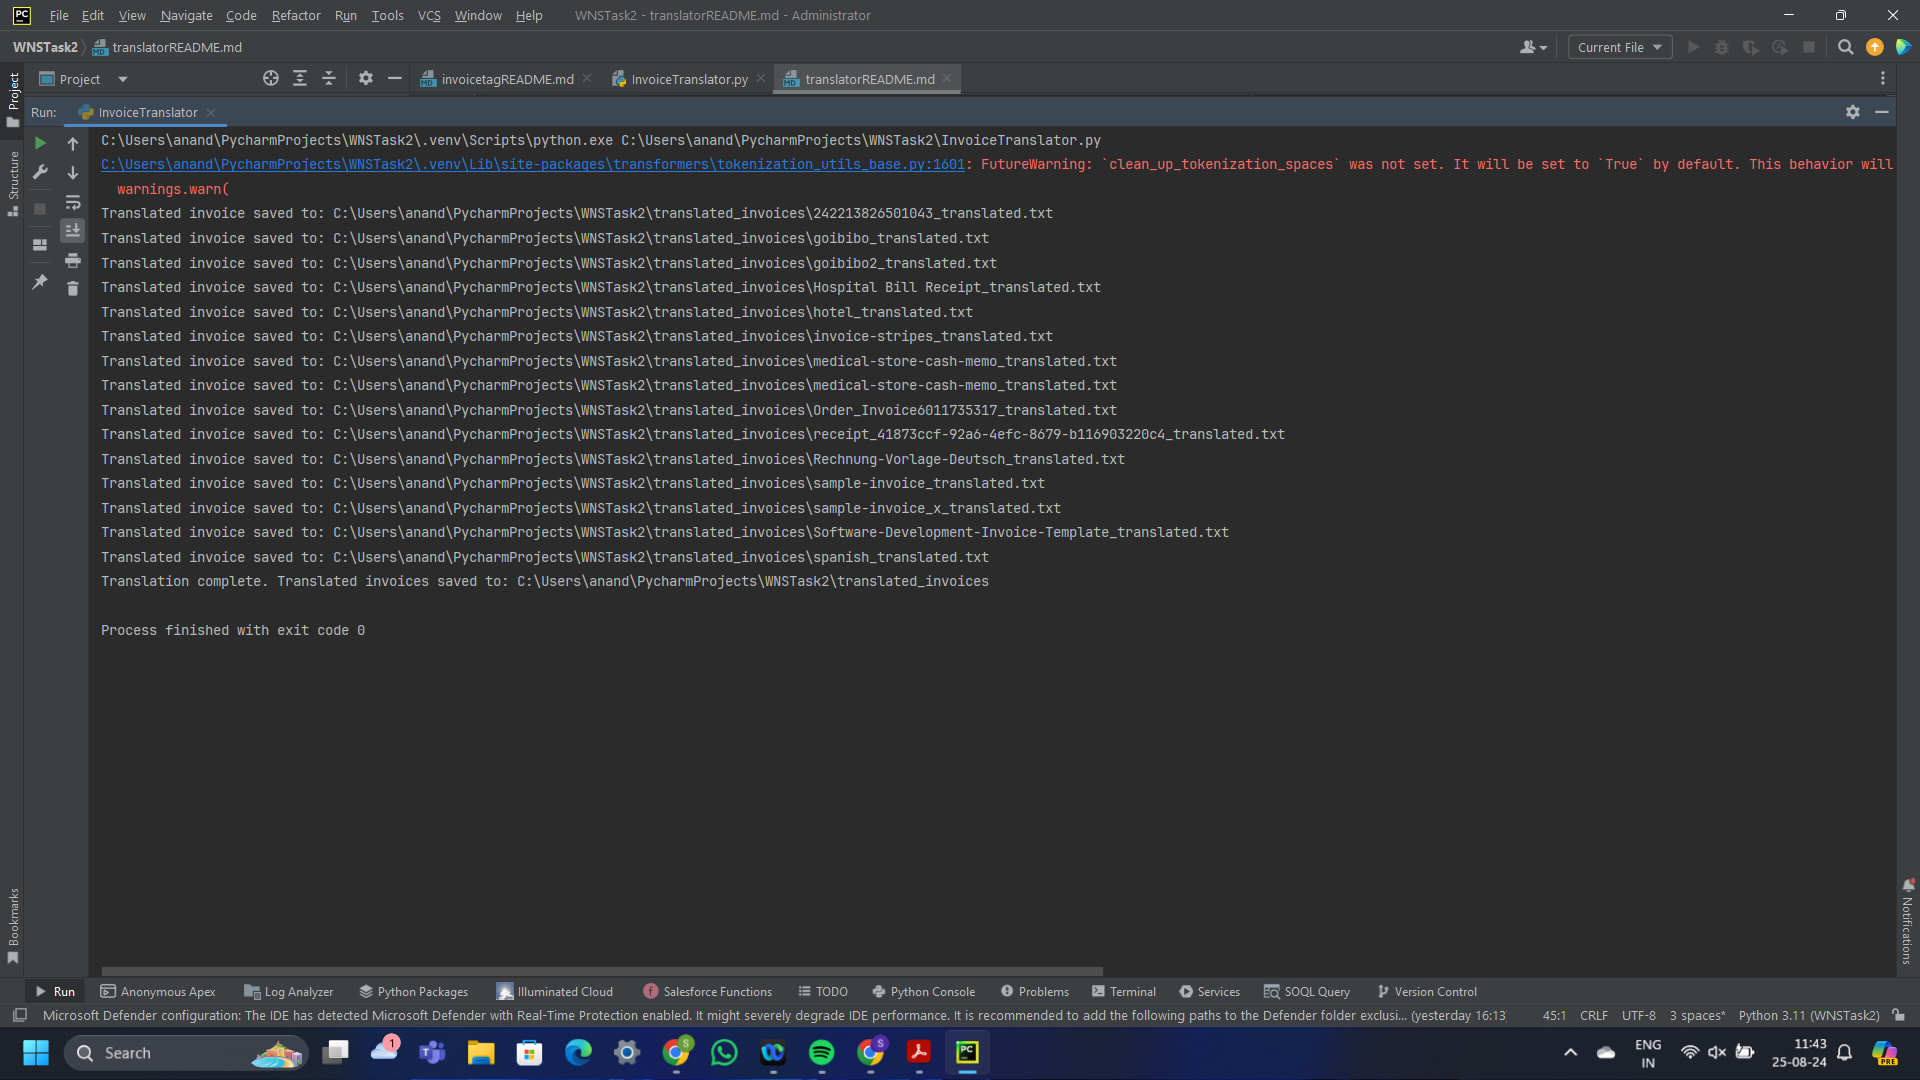 PC File Edit View Navigate Code Refactor Run Tools VCS Window Help WNSTask2 - translatorREADME.md - Administrator
WNSTask2 translatorREADME.md Current File
Project invoicetagREADME.md InvoiceTranslator.py translatorREADME.md
Run: InvoiceTranslator
C:\Users\anand\PycharmProjects\WNSTask2\.venv\Scripts\python.exe C:\Users\anand\PycharmProjects\WNSTask2\InvoiceTranslator.py
C:\Users\anand\PycharmProjects\WNSTask2\.venv\Lib\site-packages\transformers\tokenization_utils_base.py:1601: FutureWarning: `clean_up_tokenization_spaces` was not set. It will be set to `True` by default. This behavior will
warnings.warn(
Translated invoice saved to: C:\Users\anand\PycharmProjects\WNSTask2\translated_invoices\242213826501043_translated.txt
Translated invoice saved to: C:\Users\anand\PycharmProjects\WNSTask2\translated_invoices\goibibo_translated.txt
Translated invoice saved to: C:\Users\anand\PycharmProjects\WNSTask2\translated_invoices\goibibo2_translated.txt
Translated invoice saved to: C:\Users\anand\PycharmProjects\WNSTask2\translated_invoices\Hospital Bill Receipt_translated.txt
Translated invoice saved to: C:\Users\anand\PycharmProjects\WNSTask2\translated_invoices\hotel_translated.txt
Translated invoice saved to: C:\Users\anand\PycharmProjects\WNSTask2\translated_invoices\invoice-stripes_translated.txt
Translated invoice saved to: C:\Users\anand\PycharmProjects\WNSTask2\translated_invoices\medical-store-cash-memo_translated.txt
Translated invoice saved to: C:\Users\anand\PycharmProjects\WNSTask2\translated_invoices\medical-store-cash-memo_translated.txt
Translated invoice saved to: C:\Users\anand\PycharmProjects\WNSTask2\translated_invoices\Order_Invoice6011735317_translated.txt
Translated invoice saved to: C:\Users\anand\PycharmProjects\WNSTask2\translated_invoices\receipt_41873ccf-92a6-4efc-8679-b116903220c4_translated.txt
Translated invoice saved to: C:\Users\anand\PycharmProjects\WNSTask2\translated_invoices\Rechnung-Vorlage-Deutsch_translated.txt
Translated invoice saved to: C:\Users\anand\PycharmProjects\WNSTask2\translated_invoices\sample-invoice_translated.txt
Translated invoice saved to: C:\Users\anand\PycharmProjects\WNSTask2\translated_invoices\sample-invoice_x_translated.txt
Translated invoice saved to: C:\Users\anand\PycharmProjects\WNSTask2\translated_invoices\Software-Development-Invoice-Template_translated.txt
Translated invoice saved to: C:\Users\anand\PycharmProjects\WNSTask2\translated_invoices\spanish_translated.txt
Translation complete. Translated invoices saved to: C:\Users\anand\PycharmProjects\WNSTask2\translated_invoices
Process finished with exit code 0
Project
Structure
Bookmarks
Notifications
Run Anonymous Apex Log Analyzer Python Packages Illuminated Cloud Salesforce Functions TODO Python Console Problems Terminal Services SOQL Query Version Control
Microsoft Defender configuration: The IDE has detected Microsoft Defender with Real-Time Protection enabled. It might severely degrade IDE performance. It is recommended to add the following paths to the Defender folder exclusi... (yesterday 16:13) 45:1 CRLF UTF-8 3 spaces* Python 3.11 (WNSTask2)
Search 1 S S PC ENG 11:43
IN 25-08-24 PRE